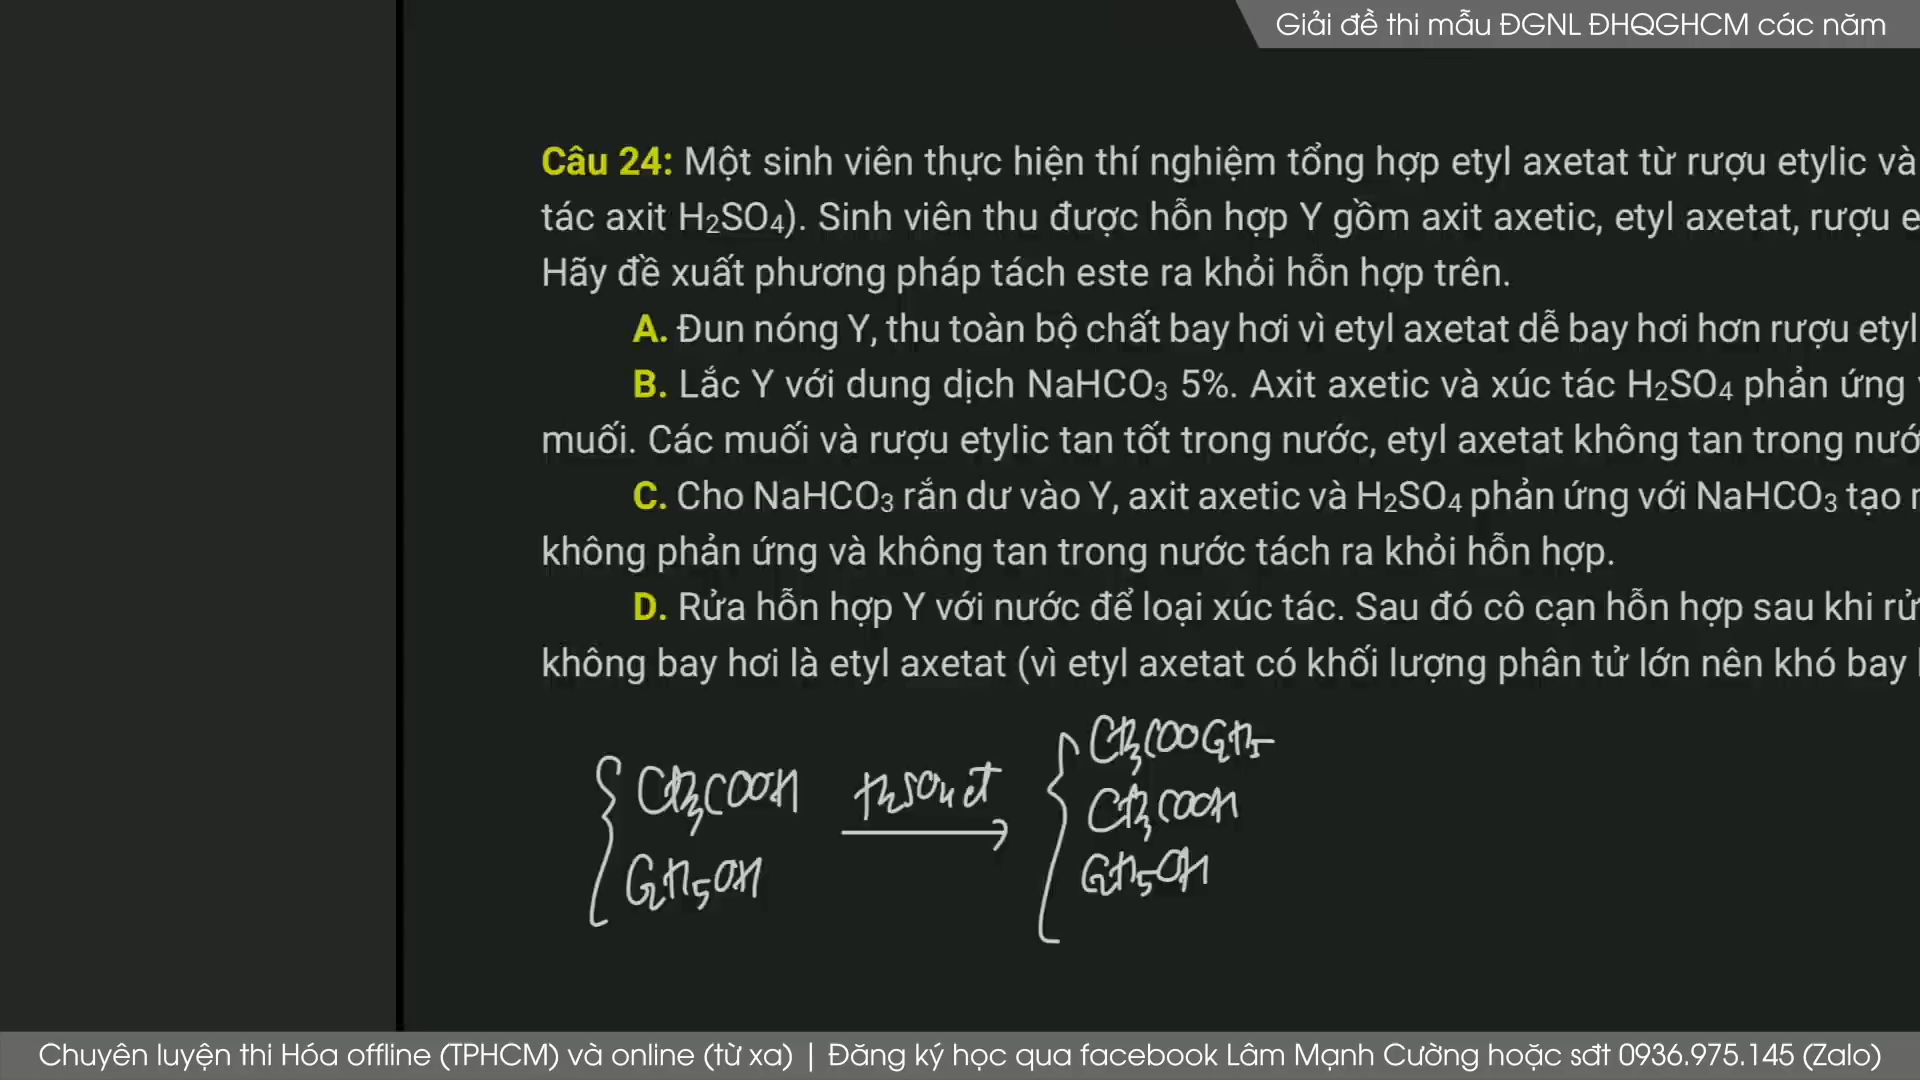 Giải đề thi mẫu ĐGNL ĐHQGHCM các năm
Câu 24: Một sinh viên thực hiện thí nghiệm tổng hợp etyl axetat từ rượu etylic và
tác axit H₂SO₄). Sinh viên thu được hỗn hợp Y gồm axit axetic, etyl axetat, rượu e
Hãy đề xuất phương pháp tách este ra khỏi hỗn hợp trên.
A. Đun nóng Y, thu toàn bộ chất bay hơi vì etyl axetat dễ bay hơi hơn rượu etyl
B. Lắc Y với dung dịch NaHCO₃ 5%. Axit axetic và xúc tác H₂SO₄ phản ứng
muối. Các muối và rượu etylic tan tốt trong nước, etyl axetat không tan trong nướ
C. Cho NaHCO₃ rắn dư vào Y, axit axetic và H₂SO₄ phản ứng với NaHCO₃ tạo
không phản ứng và không tan trong nước tách ra khỏi hỗn hợp.
D. Rửa hỗn hợp Y với nước để loại xúc tác. Sau đó cô cạn hỗn hợp sau khi rử
không bay hơi là etyl axetat (vì etyl axetat có khối lượng phân tử lớn nên khó bay
CH₃COOH
C₂H₅OH
H₂SO₄ đ
CH₃COOC₂H₅
CH₃COOH
C₂H₅OH
Chuyên luyện thi Hóa offline (TPHCM) và online (từ xa) | Đăng ký học qua facebook Lâm Mạnh Cường hoặc sđt 0936.975.145 (Zalo)